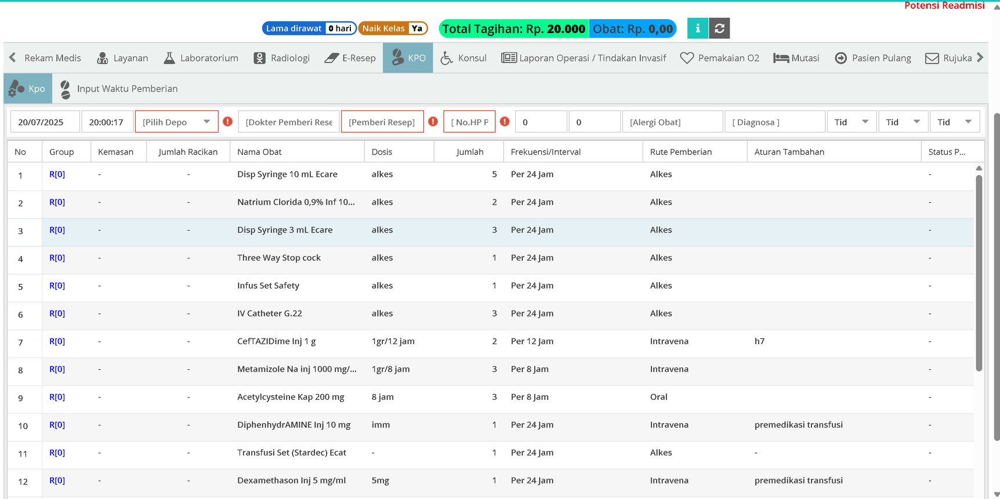 Potensi Readmisi
Lama dirawat 0 hari Naik Kelas Ya Total Tagihan: Rp. 20.000 Obat: Rp. 0,00
Rekam Medis Layanan Laboratorium Radiologi E-Resep KPO Konsul Laporan Operasi / Tindakan Invasif Pemakaian O2 Mutasi Pasien Pulang Rujuka
Kpo Input Waktu Pemberian
20/07/2025 20:00:17 [Pilih Depo [Dokter Pemberi Rese [Pemberi Resep] [ No.HP P 0 0 [Alergi Obat] [ Diagnosa ] Tid Tid Tid
No Group Kemasan Jumlah Racikan Nama Obat Dosis Jumlah Frekuensi/Interval Rute Pemberian Aturan Tambahan Status P...
1 R[0] - - Disp Syringe 10 mL Ecare alkes 5 Per 24 Jam Alkes -
2 R[0] - - Natrium Clorida 0,9% Inf 10... alkes 2 Per 24 Jam Alkes -
3 R[0] - - Disp Syringe 3 mL Ecare alkes 3 Per 24 Jam Alkes -
4 R[0] - - Three Way Stop cock alkes 1 Per 24 Jam Alkes -
5 R[0] - - Infus Set Safety alkes 1 Per 24 Jam Alkes -
6 R[0] - - IV Catheter G.22 alkes 3 Per 24 Jam Alkes -
7 R[0] - - CefTAZIDime Inj 1 g 1gr/12 jam 2 Per 12 Jam Intravena h7 -
8 R[0] - - Metamizole Na inj 1000 mg/... 1gr/8 jam 3 Per 8 Jam Intravena -
9 R[0] - - Acetylcysteine Kap 200 mg 8 jam 3 Per 8 Jam Oral -
10 R[0] - - DiphenhydrAMINE Inj 10 mg imm 1 Per 24 Jam Intravena premedikasi transfusi -
11 R[0] - - Transfusi Set (Stardec) Ecat - 1 Per 24 Jam Alkes - -
12 R[0] - - Dexamethason Inj 5 mg/ml 5mg 1 Per 24 Jam Intravena premedikasi transfusi -